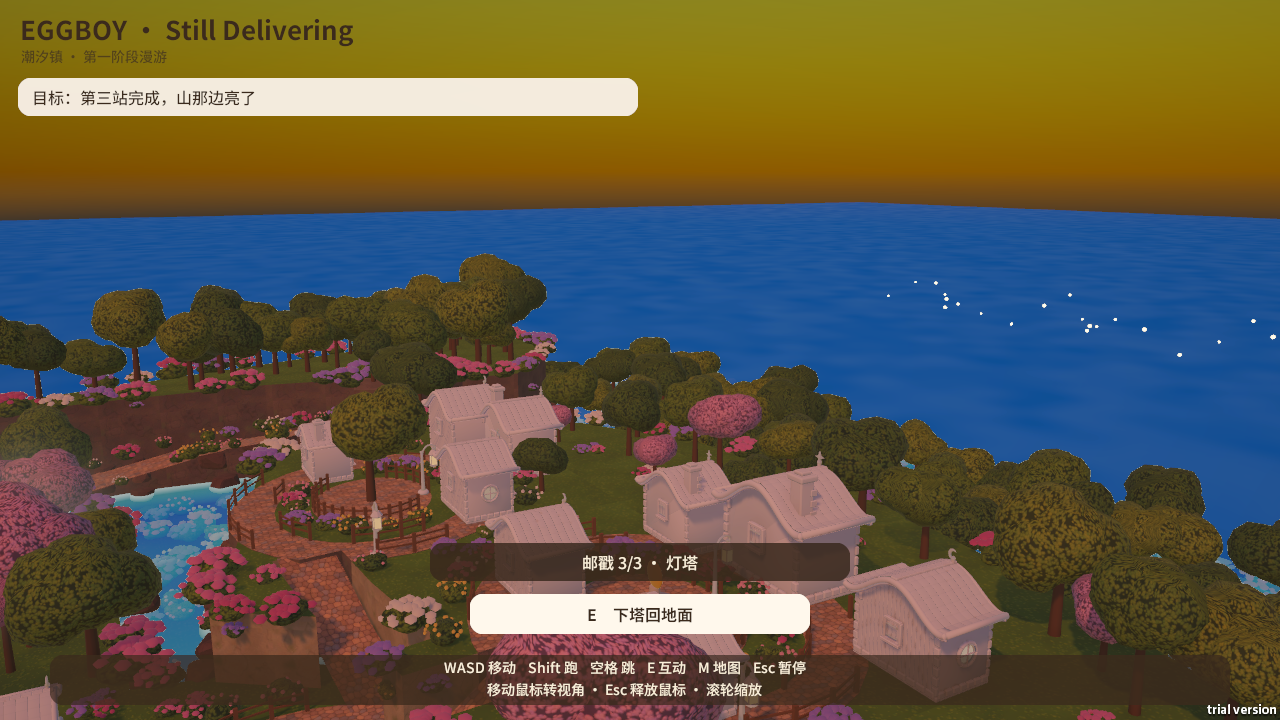 EGGBOY · Still Delivering
潮汐镇 · 第一阶段漫游
目标：第三站完成，山那边亮了
邮戳 3/3 · 灯塔
E 下塔回地面
WASD 移动 Shift 跑 空格 跳 E 互动 M 地图 Esc 暂停
移动鼠标转视角 · Esc 释放鼠标 · 滚轮缩放
trial version